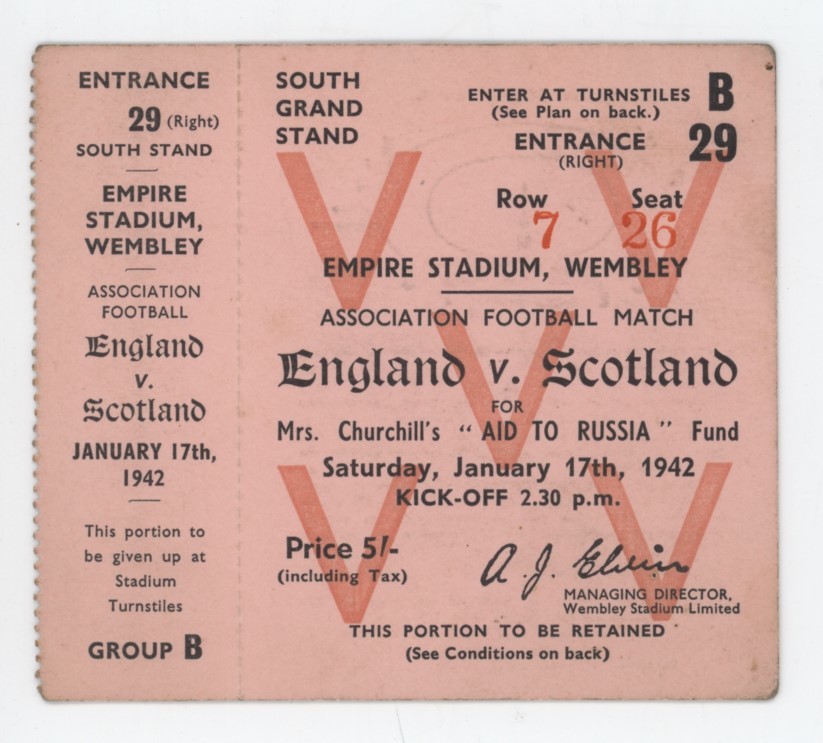 ENTRANCE
29 (Right)
SOUTH STAND
EMPIRE
STADIUM,
WEMBLEY
ASSOCIATION
FOOTBALL
England
v.
Scotland
JANUARY 17th,
1942
This portion to
be given up at
Stadium
Turnstiles
GROUP B
SOUTH
GRAND
STAND
ENTER AT TURNSTILES B
(See Plan on back.)
ENTRANCE 29
(RIGHT)
Row Seat
7 26
EMPIRE STADIUM, WEMBLEY
ASSOCIATION FOOTBALL MATCH
England v. Scotland
FOR
Mrs. Churchill's "AID TO RUSSIA" Fund
Saturday, January 17th, 1942
KICK-OFF 2.30 p.m.
Price 5/-
(including Tax)
A. J. Elvin
MANAGING DIRECTOR,
Wembley Stadium Limited
THIS PORTION TO BE RETAINED
(See Conditions on back)
V V
V
V V